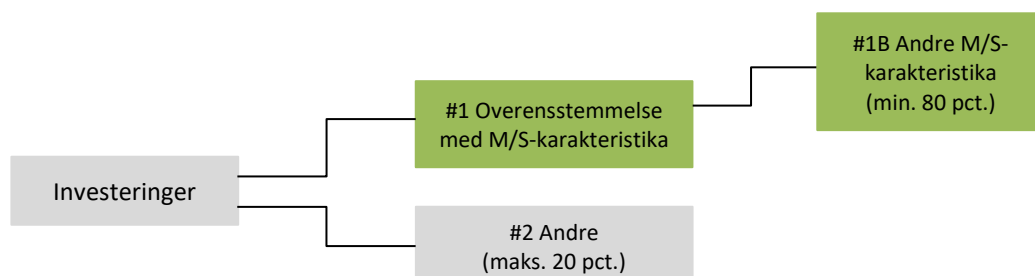 Investeringer
#1 Overensstemmelse
med M/S-karakteristika
#1B Andre M/S-
karakteristika
(min. 80 pct.)
#2 Andre
(maks. 20 pct.)